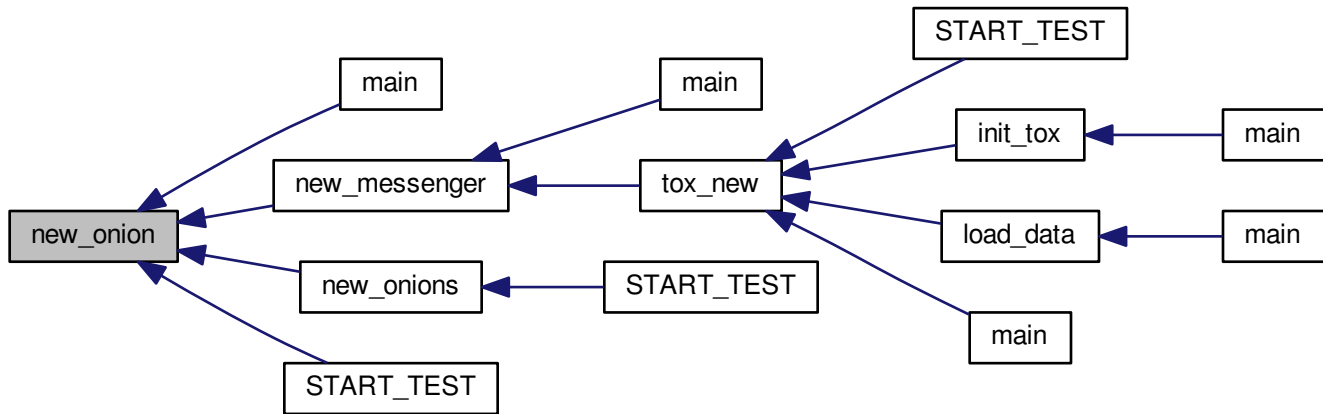 START_TEST
main
main
init_tox
main
new_messenger
tox_new
new_onion
load_data
main
new_onions
START_TEST
main
START_TEST